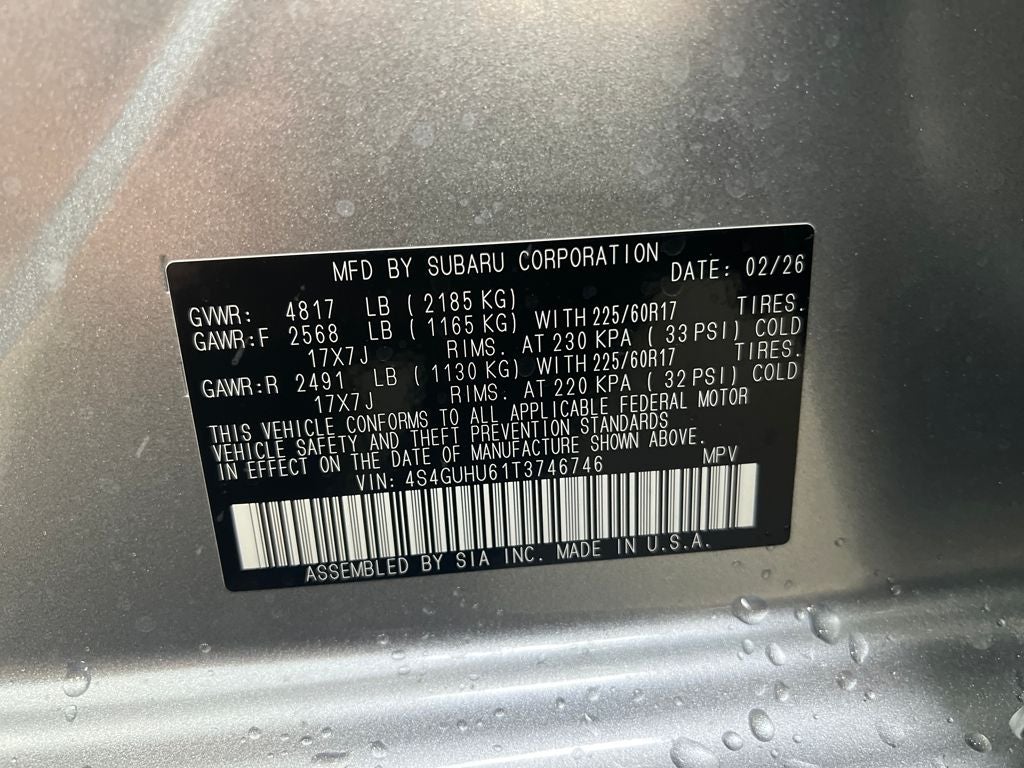 MFD BY SUBARU CORPORATION DATE: 02/26
GVWR: 4817 LB ( 2185 KG)
GAWR:F 2568 LB ( 1165 KG) WITH 225/60R17 TIRES.
17X7J RIMS. AT 230 KPA ( 33 PSI) COLD
GAWR:R 2491 LB ( 1130 KG) WITH 225/60R17 TIRES.
17X7J RIMS. AT 220 KPA ( 32 PSI) COLD
THIS VEHICLE CONFORMS TO ALL APPLICABLE FEDERAL MOTOR
VEHICLE SAFETY AND THEFT PREVENTION STANDARDS
IN EFFECT ON THE DATE OF MANUFACTURE SHOWN ABOVE.
VIN: 4S4GUHU61T3746746 MPV
ASSEMBLED BY SIA INC. MADE IN U.S.A.